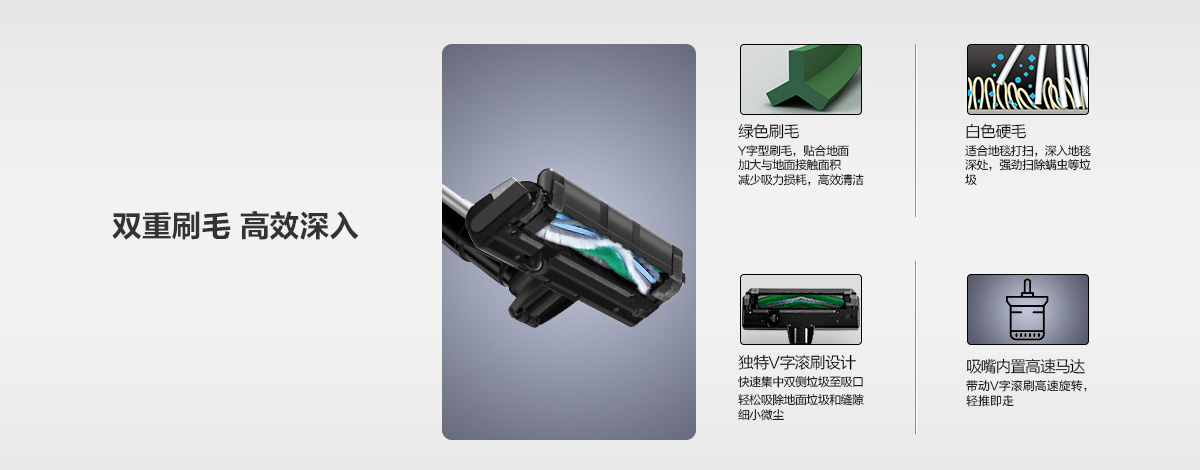 双重刷毛 高效深入
绿色刷毛
Y字型刷毛，贴合地面
加大与地面接触面积
减少吸力损耗，高效清洁
白色硬毛
适合地毯打扫，深入地毯
深处，强劲扫除螨虫等垃
圾
独特V字滚刷设计
快速集中双侧垃圾至吸口
轻松吸除地面垃圾和缝隙
细小微尘
吸嘴内置高速马达
带动V字滚刷高速旋转，
轻推即走